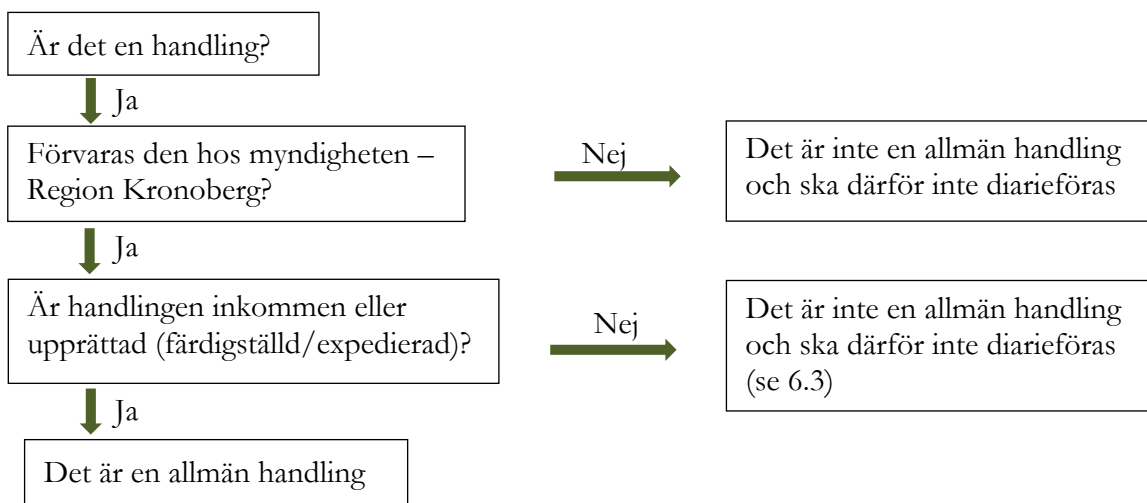 Är det en handling?
Ja
Förvaras den hos myndigheten –
Region Kronoberg?
Nej
Det är inte en allmän handling
och ska därför inte diarieföras
Ja
Är handlingen inkommen eller
upprättad (färdigställd/expedierad)?
Nej
Det är inte en allmän handling
och ska därför inte diarieföras
(se 6.3)
Ja
Det är en allmän handling